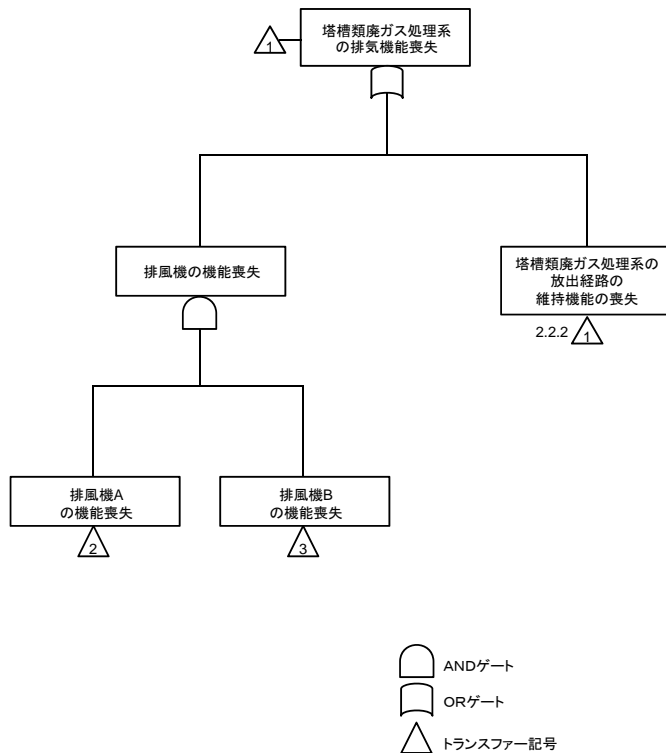 塔槽類廃ガス処理系
の排気機能喪失
1
排風機の機能喪失
塔槽類廃ガス処理系の
放出経路の
維持機能の喪失
2.2.2 1
排風機A
の機能喪失
2
排風機B
の機能喪失
3
ANDゲート
ORゲート
トランスファー記号